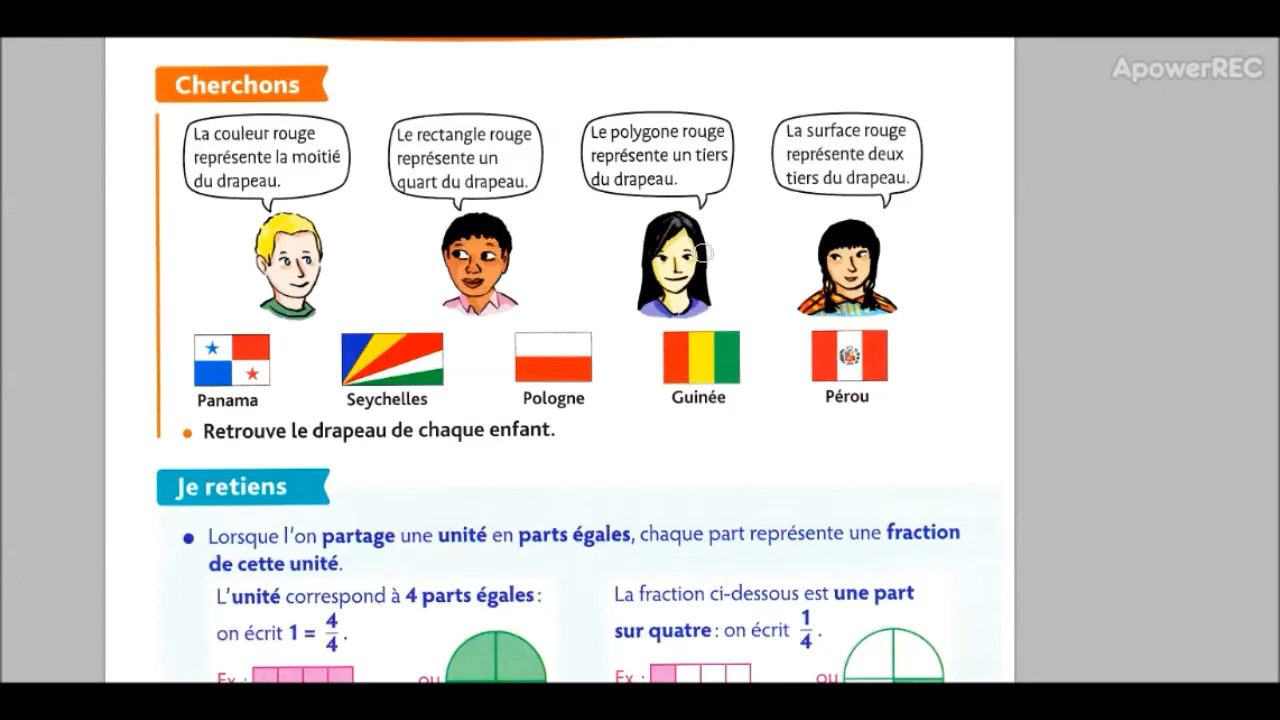 ApowerREC
Cherchons
La couleur rouge
représente la moitié
du drapeau.
Le rectangle rouge
représente un
quart du drapeau.
Le polygone rouge
représente un tiers
du drapeau.
La surface rouge
représente deux
tiers du drapeau.
Panama
Seychelles
Pologne
Guinée
Pérou
• Retrouve le drapeau de chaque enfant.
Je retiens
• Lorsque l'on partage une unité en parts égales, chaque part représente une fraction
de cette unité.
L'unité correspond à 4 parts égales :
on écrit 1 = 4/4.
Ex :
ou
La fraction ci-dessous est une part
sur quatre : on écrit 1/4.
Ex :
ou